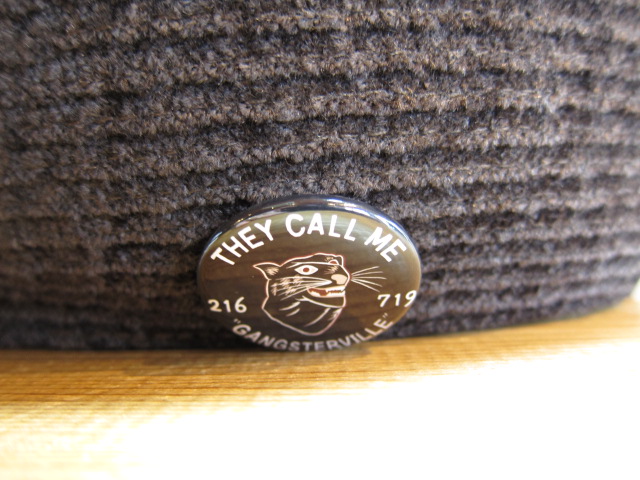 THEY CALL ME
216 719
"GANGSTERVILLE"